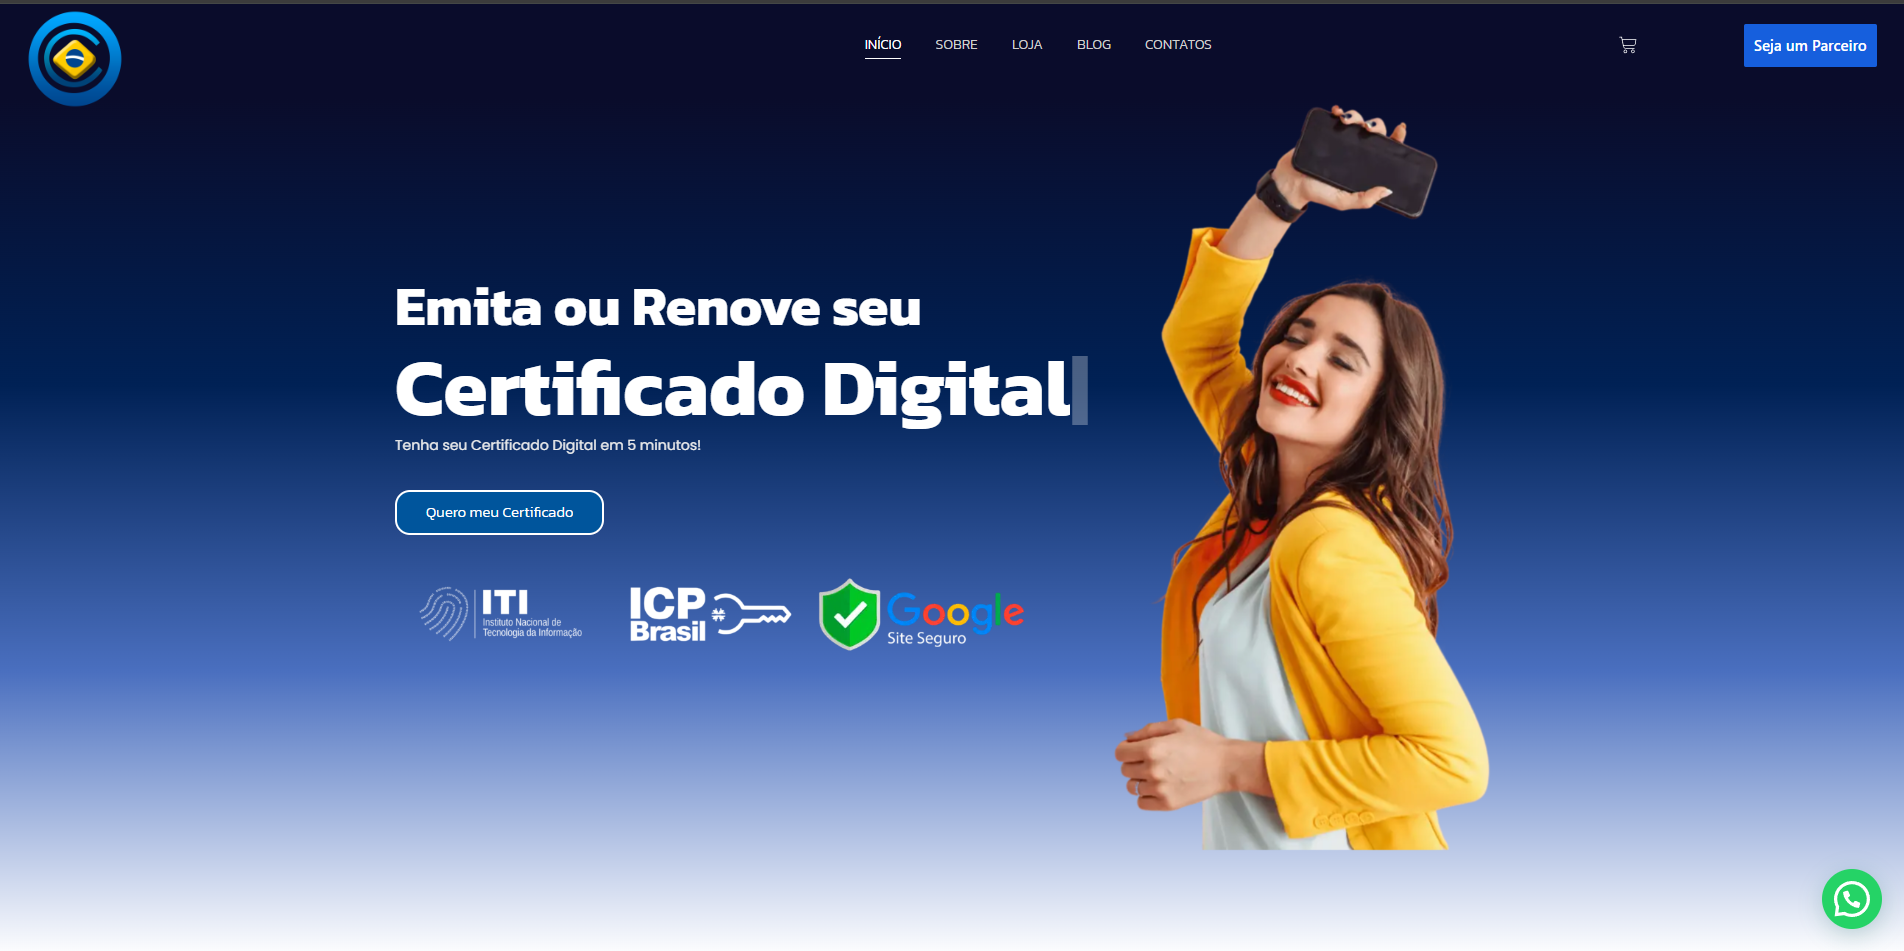 INÍCIO
SOBRE
LOJA
BLOG
CONTATOS
Seja um Parceiro
Emita ou Renove seu
Certificado Digital
Tenha seu Certificado Digital em 5 minutos!
Quero meu Certificado
ITI
Instituto Nacional de
Tecnologia da Informação
ICP
Brasil
Google
Site Seguro